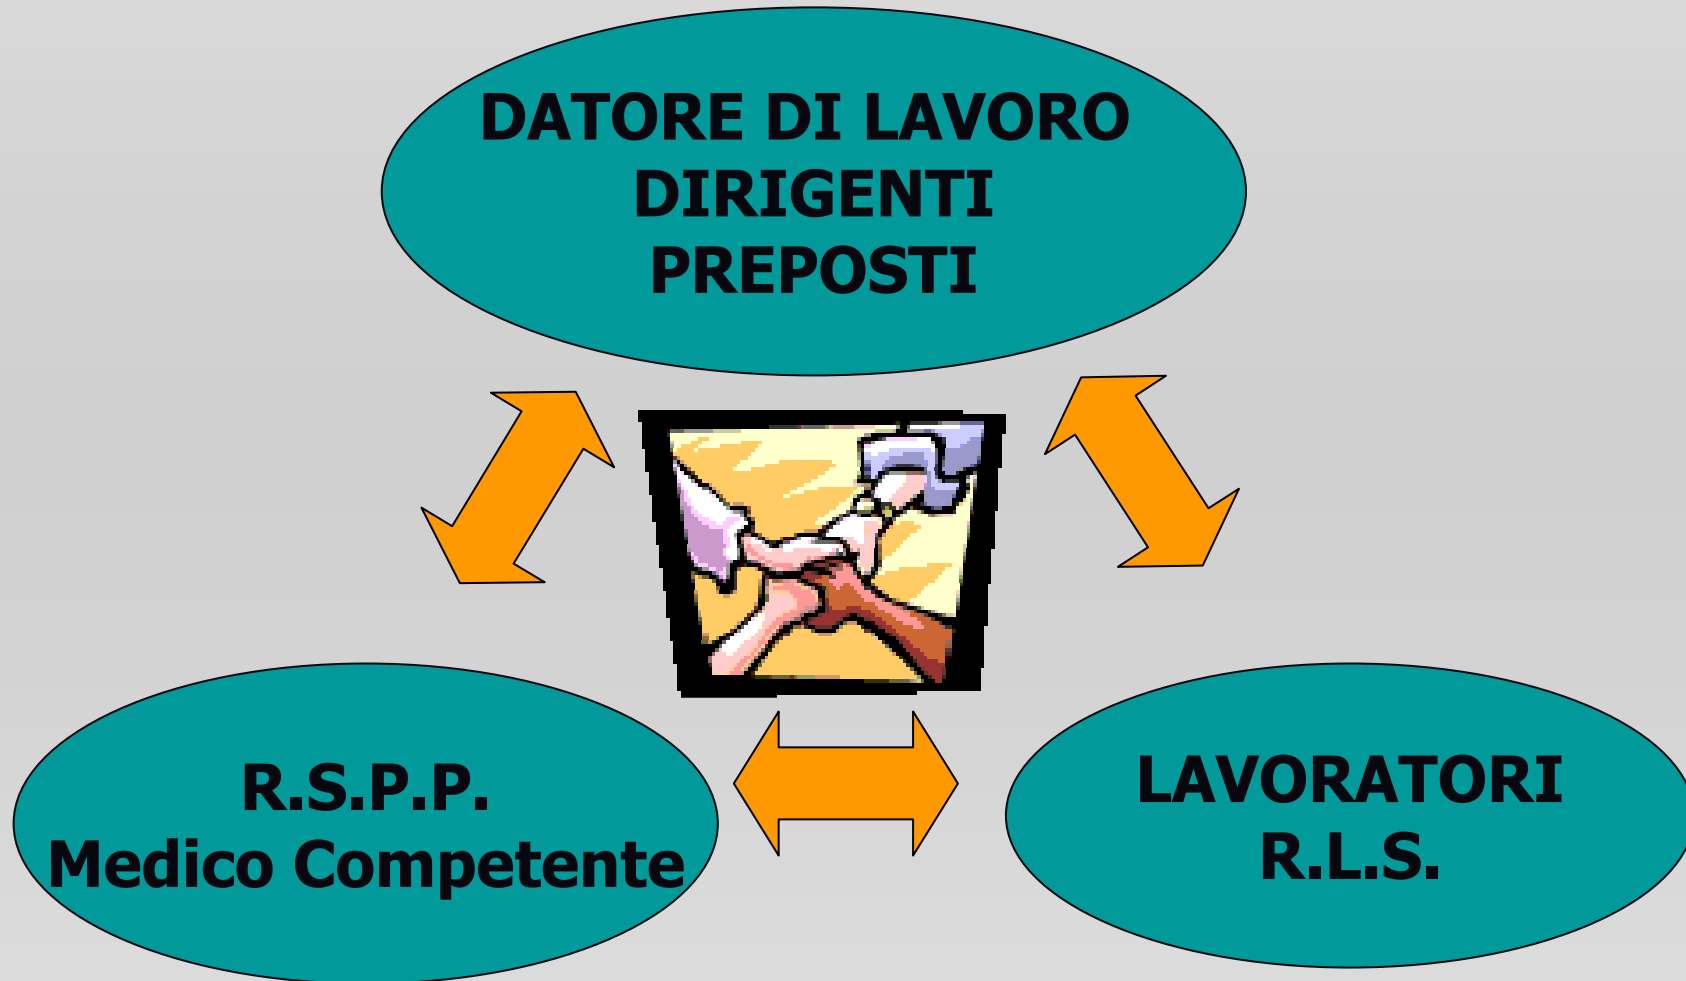 DATORE DI LAVORO
DIRIGENTI
PREPOSTI
R.S.P.P.
Medico Competente
LAVORATORI
R.L.S.